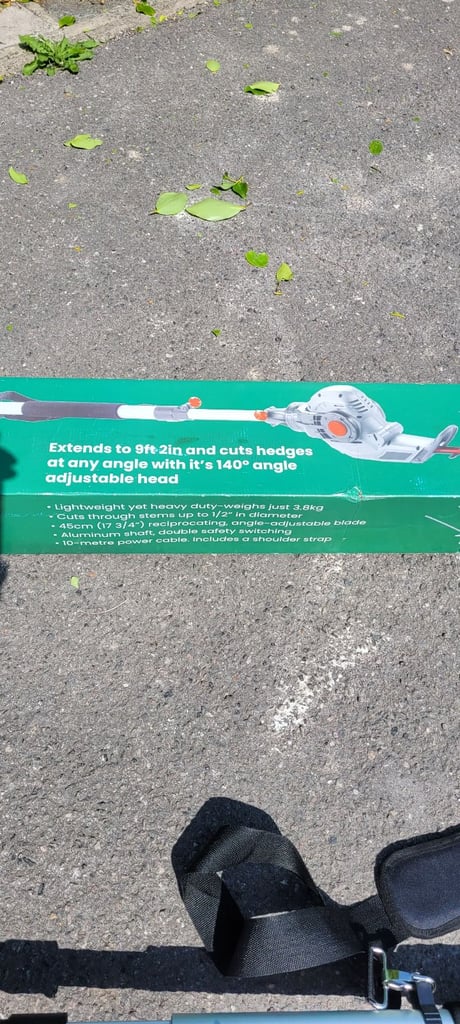 Extends to 9ft 2in and cuts hedges
at any angle with it's 140° angle
adjustable head
• Lightweight yet heavy duty-weighs just 3.8kg
• Cuts through stems up to 1/2" in diameter
• 45cm (17 3/4") reciprocating, angle-adjustable blade
• Aluminum shaft, double safety switching
• 10-metre power cable. Includes a shoulder strap